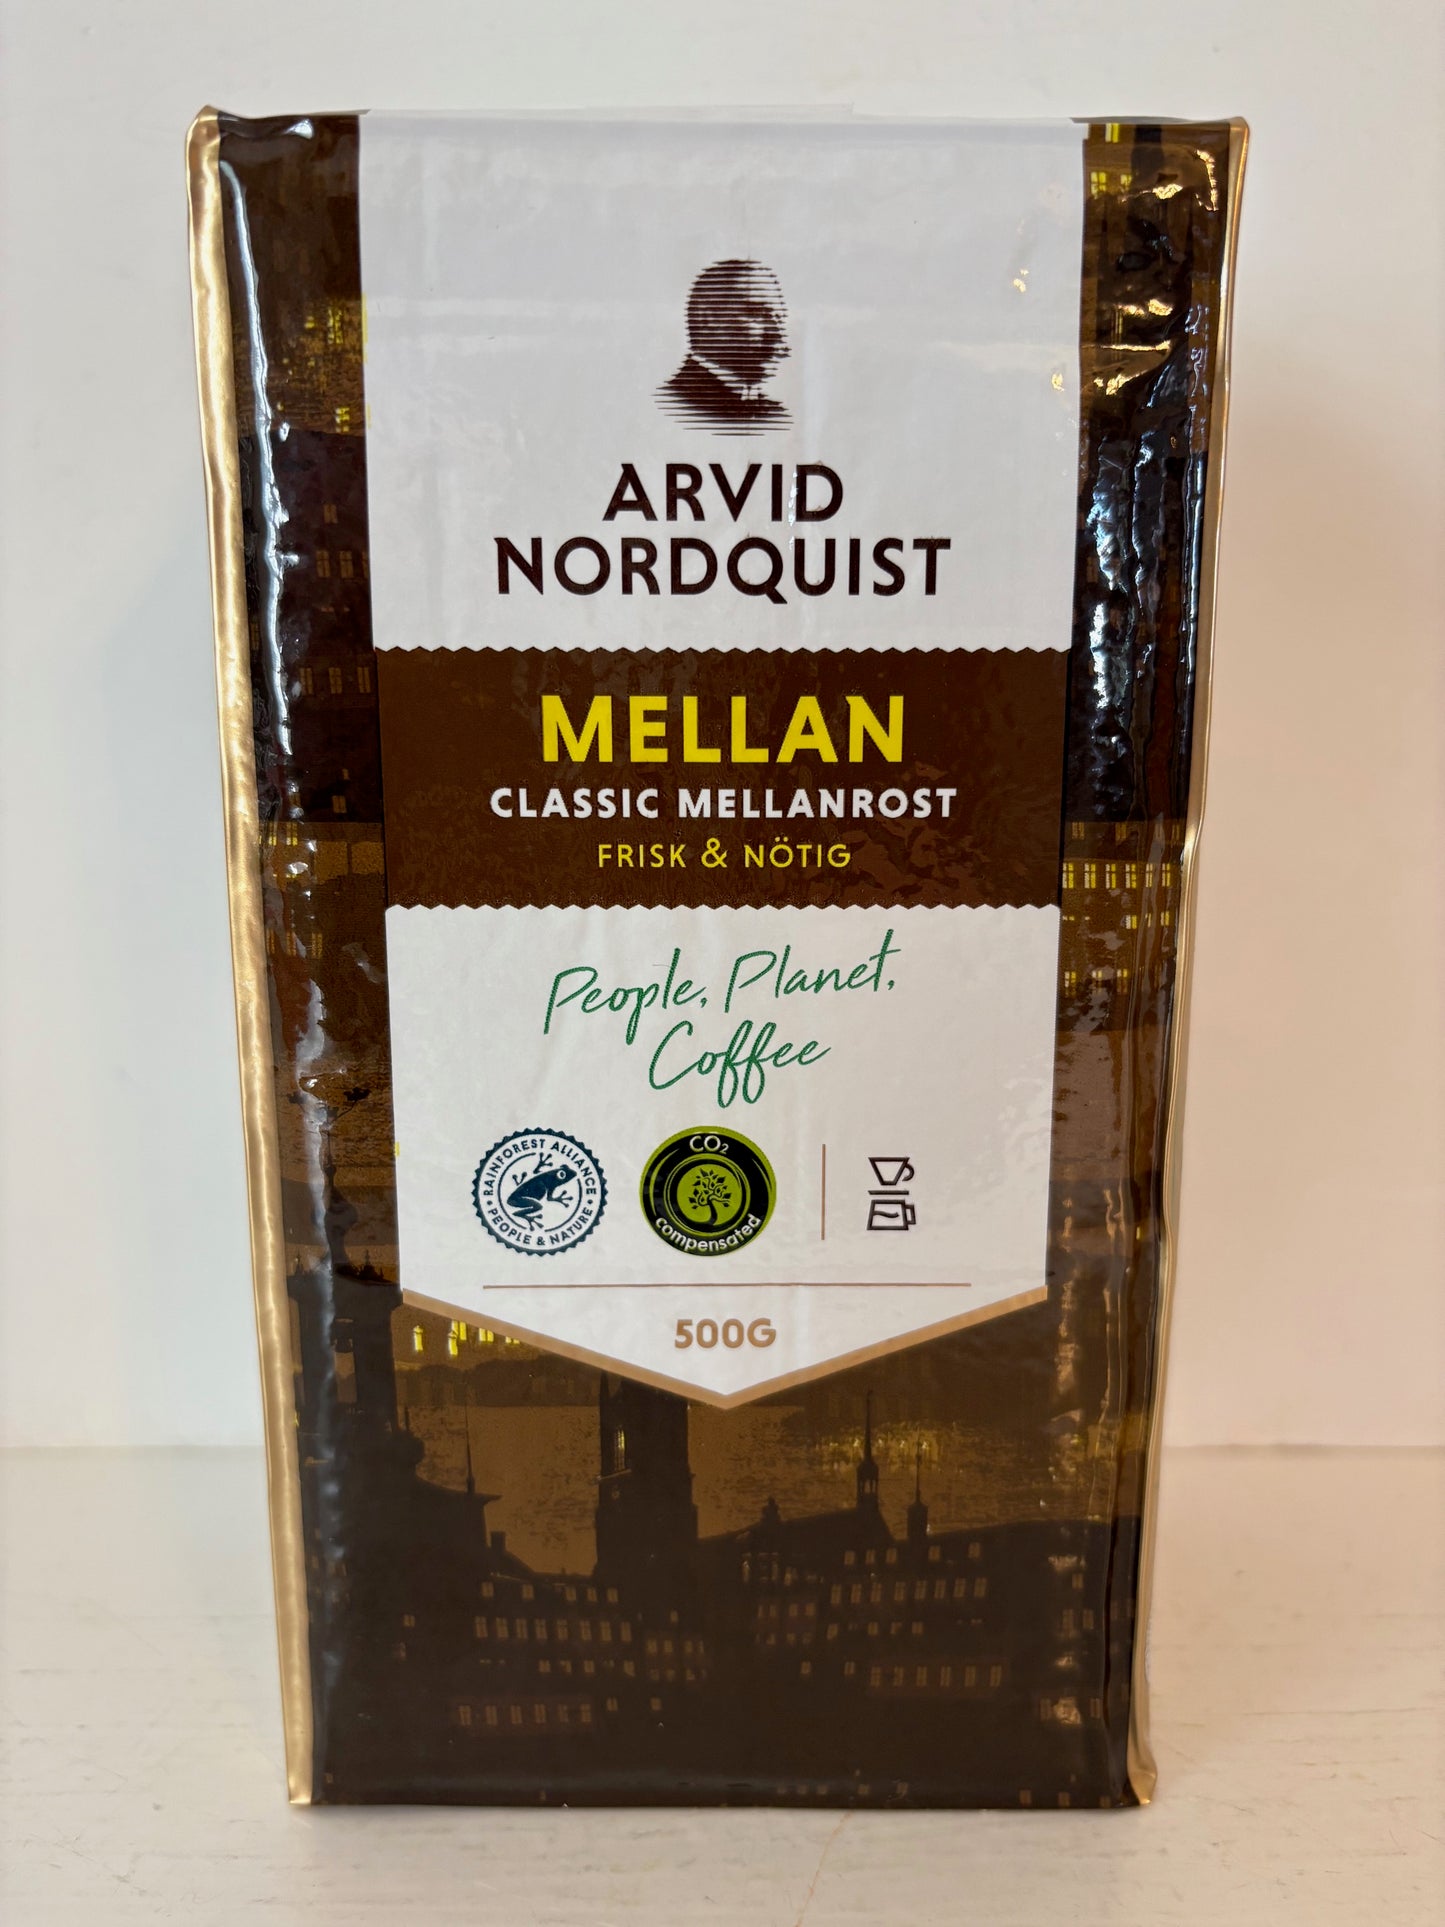 ARVID
NORDQUIST
MELLAN
CLASSIC MELLANROST
FRISK & NÖTIG
People, Planet,
Coffee
RAINFOREST ALLIANCE
PEOPLE & NATURE
CO₂
compensated
500G